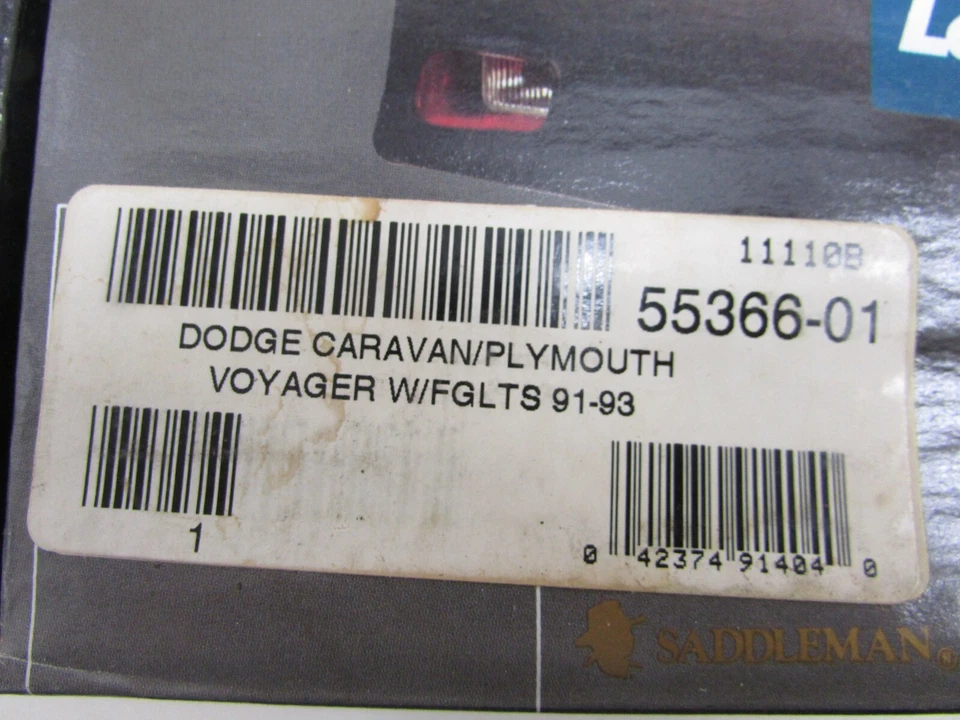 11110B
55366-01
DODGE CARAVAN/PLYMOUTH
VOYAGER W/FGLTS 91-93
1
0 42374 91404 0
SADDLEMAN®